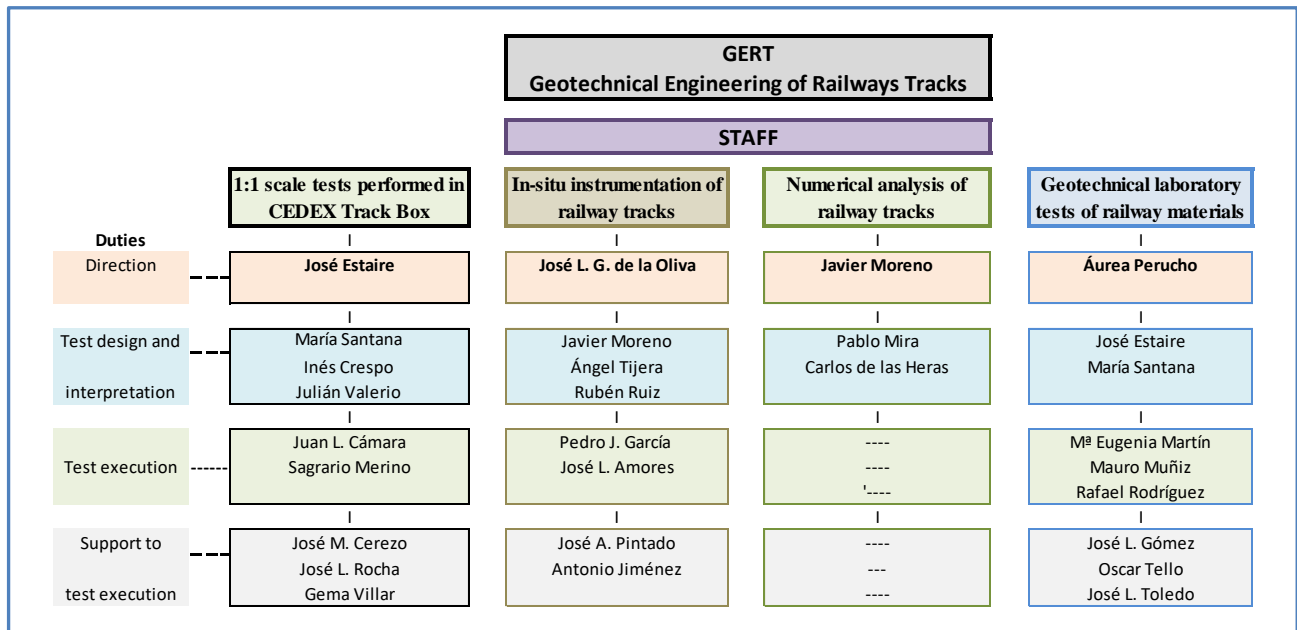 GERT
Geotechnical Engineering of Railways Tracks
STAFF
1:1 scale tests performed in
CEDEX Track Box
In-situ instrumentation of
railway tracks
Numerical analysis of
railway tracks
Geotechnical laboratory
tests of railway materials
Duties
Direction
José Estaire
José L. G. de la Oliva
Javier Moreno
Áurea Perucho
Test design and
interpretation
María Santana
Inés Crespo
Julián Valerio
Javier Moreno
Ángel Tijera
Rubén Ruiz
Pablo Mira
Carlos de las Heras
José Estaire
María Santana
Test execution
Juan L. Cámara
Sagrario Merino
Pedro J. García
José L. Amores
----
----
'----
Mª Eugenia Martín
Mauro Muñiz
Rafael Rodríguez
Support to
test execution
José M. Cerezo
José L. Rocha
Gema Villar
José A. Pintado
Antonio Jiménez
----
---
----
José L. Gómez
Oscar Tello
José L. Toledo